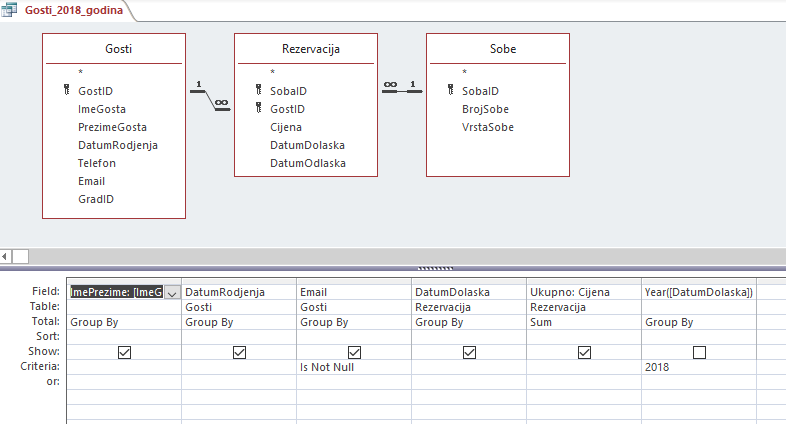 Gosti_2018_godina
Gosti
*
GostID
ImeGosta
PrezimeGosta
DatumRodjenja
Telefon
Email
GradID
1
∞
Rezervacija
*
SobaID
GostID
Cijena
DatumDolaska
DatumOdlaska
∞
1
Sobe
*
SobaID
BrojSobe
VrstaSobe
Field: ImePrezime: [ImeG DatumRodjenja Email DatumDolaska Ukupno: Cijena Year([DatumDolaska])
Table: Gosti Gosti Rezervacija Rezervacija
Total: Group By Group By Group By Group By Sum Group By
Sort:
Show:
Criteria: Is Not Null 2018
or: